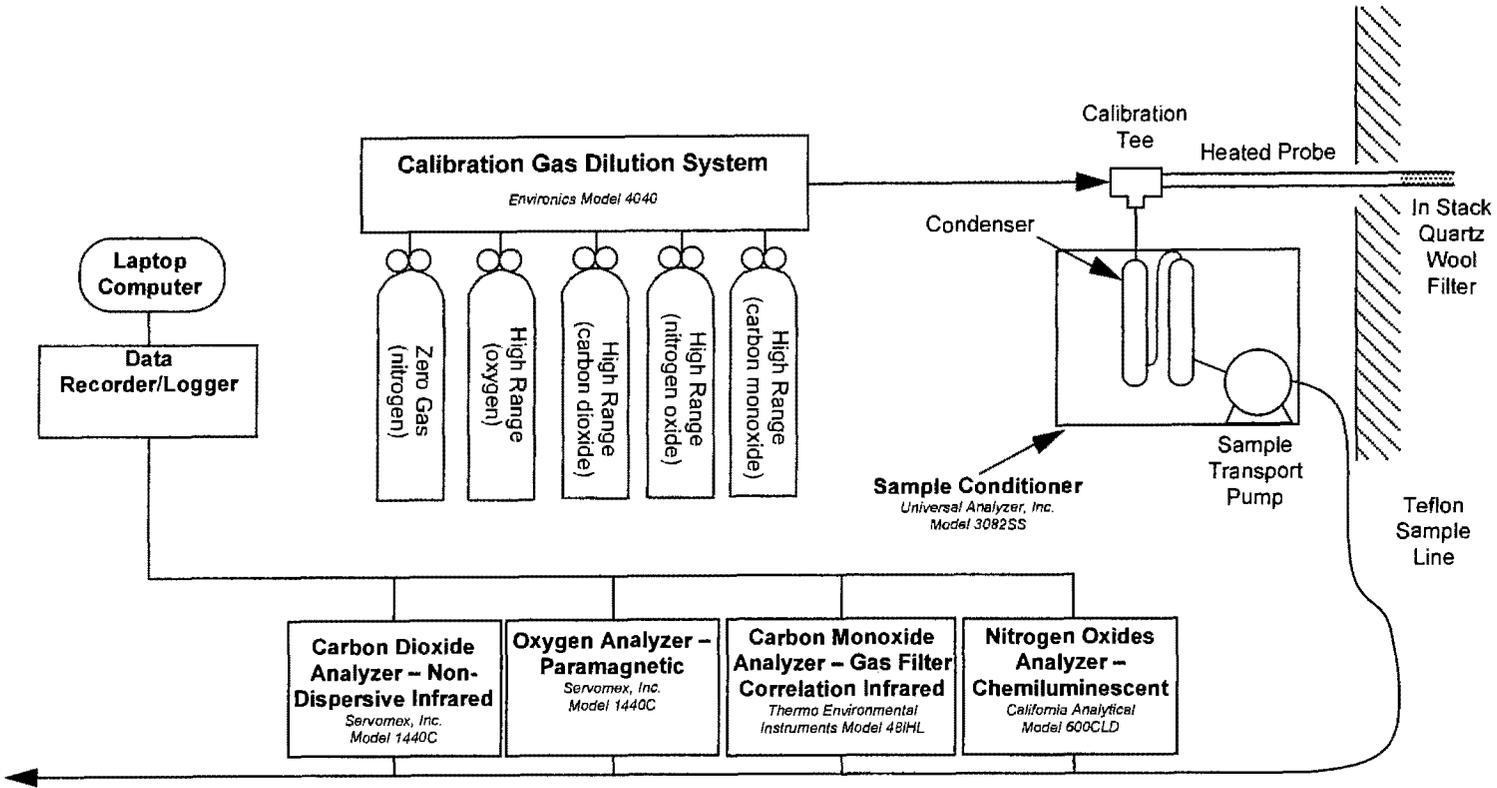 Calibration
Tee
Heated Probe
Calibration Gas Dilution System
Environics Model 4040
In Stack
Quartz
Wool
Filter
Condenser
Laptop
Computer
Data
Recorder/Logger
Zero Gas
(nitrogen)
High Range
(oxygen)
High Range
(carbon dioxide)
High Range
(nitrogen oxide)
High Range
(carbon monoxide)
Sample Conditioner
Universal Analyzer, Inc.
Model 3082SS
Sample
Transport
Pump
Teflon
Sample
Line
Carbon Dioxide
Analyzer – Non-
Dispersive Infrared
Servomex, Inc.
Model 1440C
Oxygen Analyzer –
Paramagnetic
Servomex, Inc.
Model 1440C
Carbon Monoxide
Analyzer – Gas Filter
Correlation Infrared
Thermo Environmental
Instruments Model 48iHL
Nitrogen Oxides
Analyzer –
Chemiluminescent
California Analytical
Model 600CLD